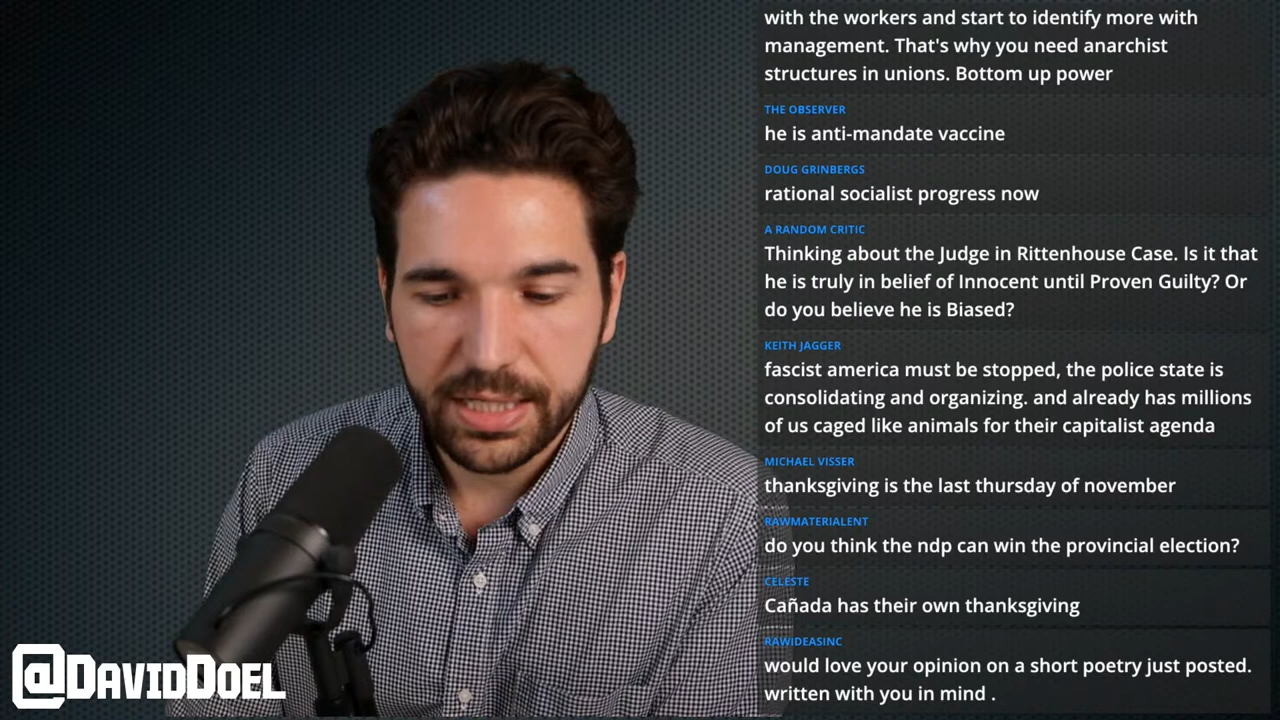 with the workers and start to identify more with
management. That's why you need anarchist
structures in unions. Bottom up power
THE OBSERVER
he is anti-mandate vaccine
DOUG GRINBERGS
rational socialist progress now
A RANDOM CRITIC
Thinking about the Judge in Rittenhouse Case. Is it that
he is truly in belief of Innocent until Proven Guilty? Or
do you believe he is Biased?
KEITH JAGGER
fascist america must be stopped, the police state is
consolidating and organizing. and already has millions
of us caged like animals for their capitalist agenda
MICHAEL VISSER
thanksgiving is the last thursday of november
RAWMATERIALENT
do you think the ndp can win the provincial election?
CELESTE
Cañada has their own thanksgiving
RAWIDEASINC
would love your opinion on a short poetry just posted.
written with you in mind .
@DAVIDDOEL